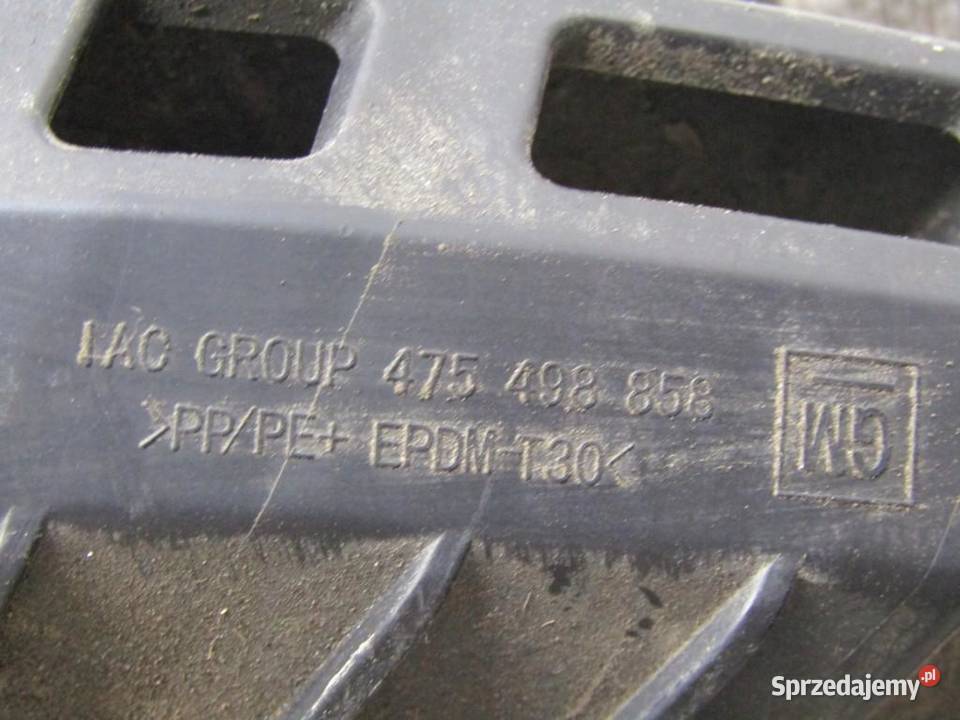 IAC GROUP 475 498 858
>PP/PE+ EPDM-T30<
GM
Sprzedajemy.pl